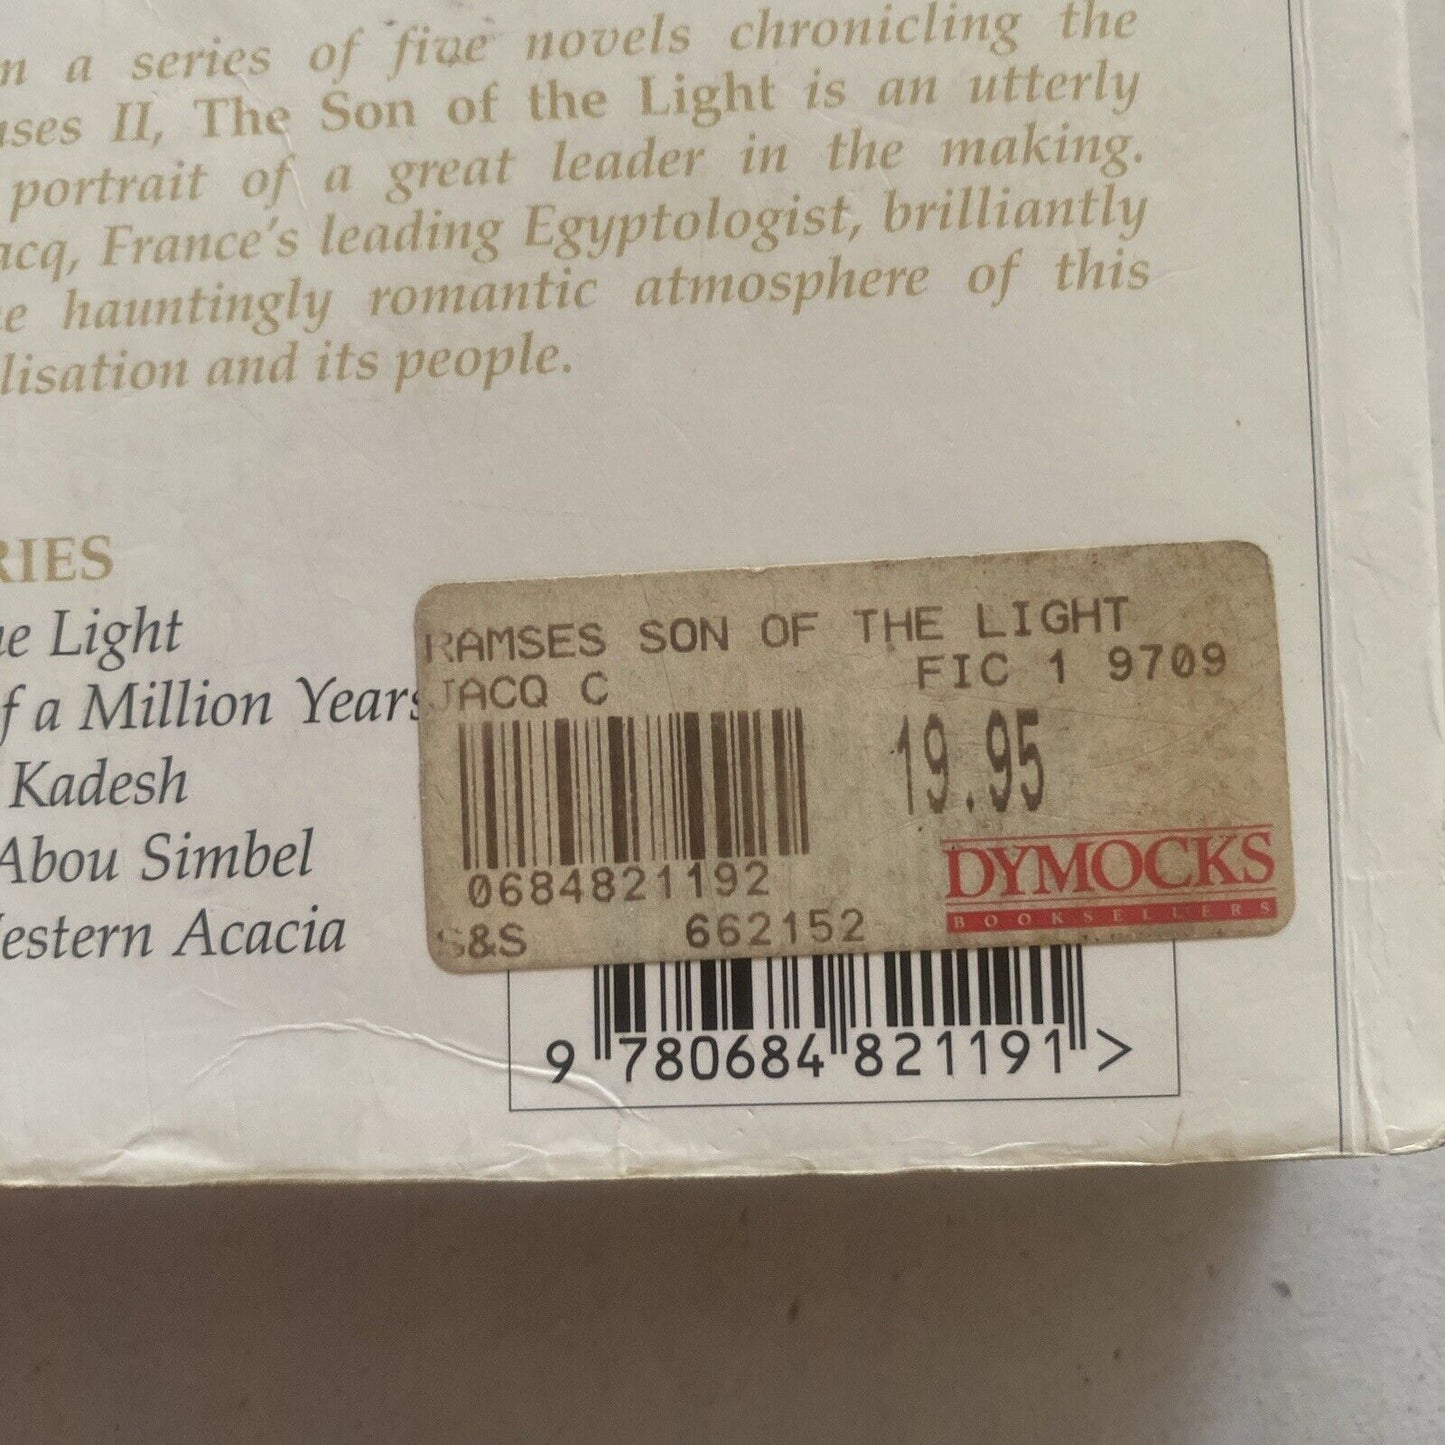 n a series of five novels chronicling the
ses II, The Son of the Light is an utterly
portrait of a great leader in the making.
acq, France's leading Egyptologist, brilliantly
e hauntingly romantic atmosphere of this
lisation and its people.
RIES
e Light
f a Million Years
Kadesh
Abou Simbel
estern Acacia
RAMSES SON OF THE LIGHT
JACQ C
FIC 1 9709
19.95
0684821192
S&S 662152
DYMOCKS
BOOKSELLERS
9 780684 821191 >